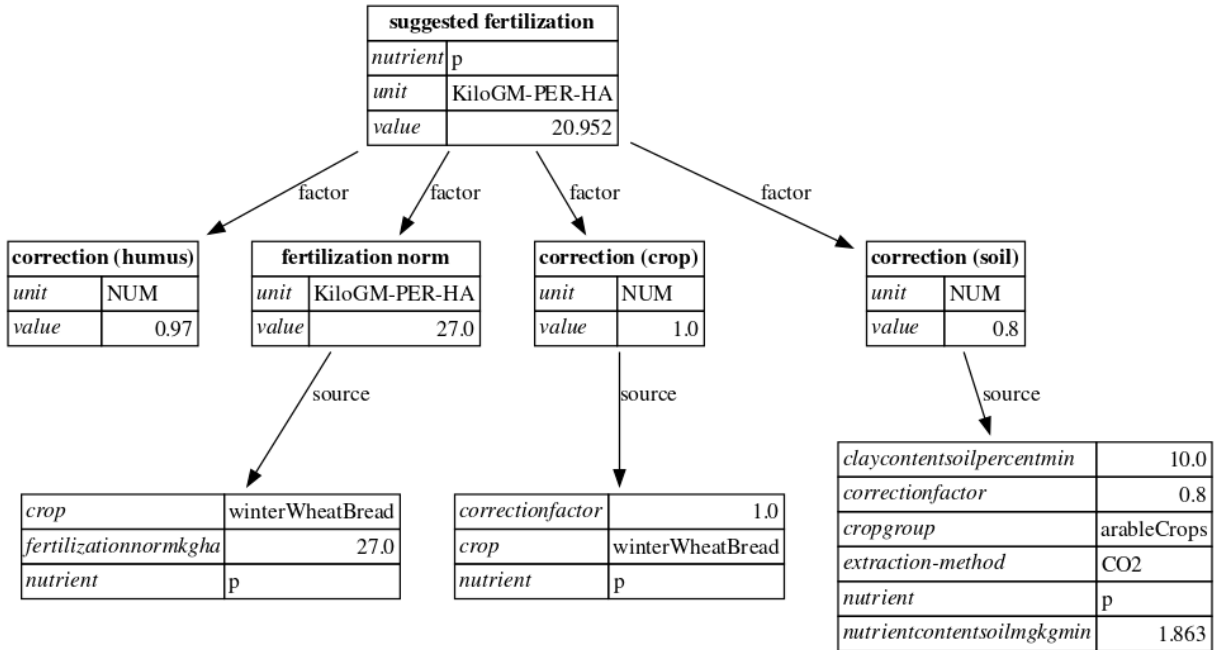 suggested fertilization
nutrient p
unit KiloGM-PER-HA
value 20.952
factor factor factor factor
correction (humus)
unit NUM
value 0.97
fertilization norm
unit KiloGM-PER-HA
value 27.0
correction (crop)
unit NUM
value 1.0
correction (soil)
unit NUM
value 0.8
source source source
crop winterWheatBread
fertilizationnormkgha 27.0
nutrient p
correctionfactor 1.0
crop winterWheatBread
nutrient p
claycontentsoilpercentmin 10.0
correctionfactor 0.8
cropgroup arableCrops
extraction-method CO2
nutrient p
nutrientcontentsoilmgkgmin 1.863